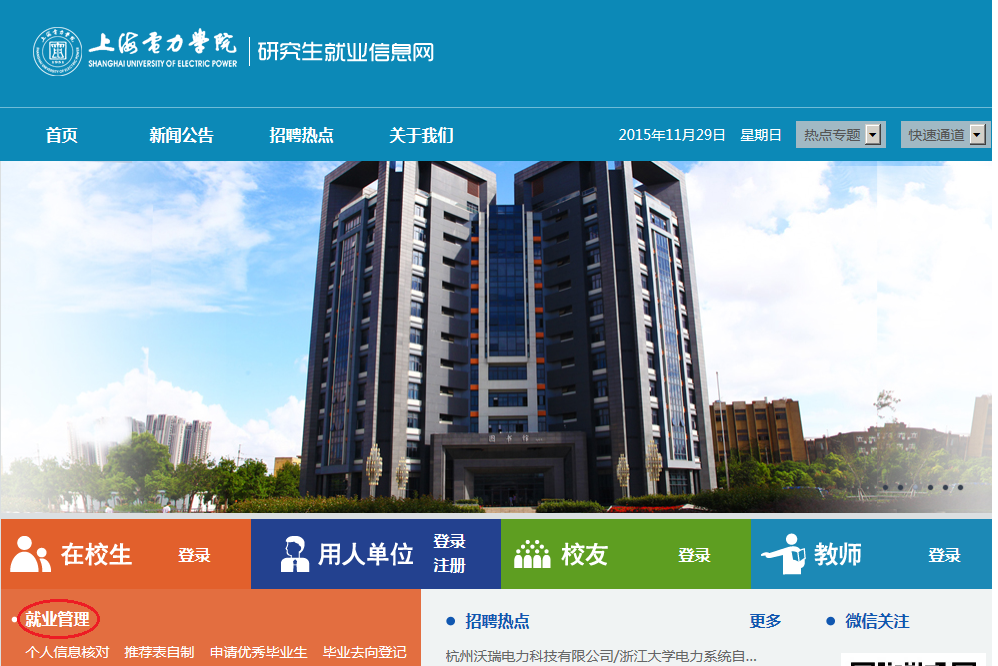 上海电力学院 研究生就业信息网
SHANGHAI UNIVERSITY OF ELECTRIC POWER
首页 新闻公告 招聘热点 关于我们 2015年11月29日 星期日 热点专题 快速通道
图书馆
在校生 登录 用人单位 登录 注册 校友 登录 教师 登录
就业管理
个人信息核对 推荐表自制 申请优秀毕业生 毕业去向登记
招聘热点 更多 微信关注
杭州沃瑞电力科技有限公司/浙江大学电力系统自...